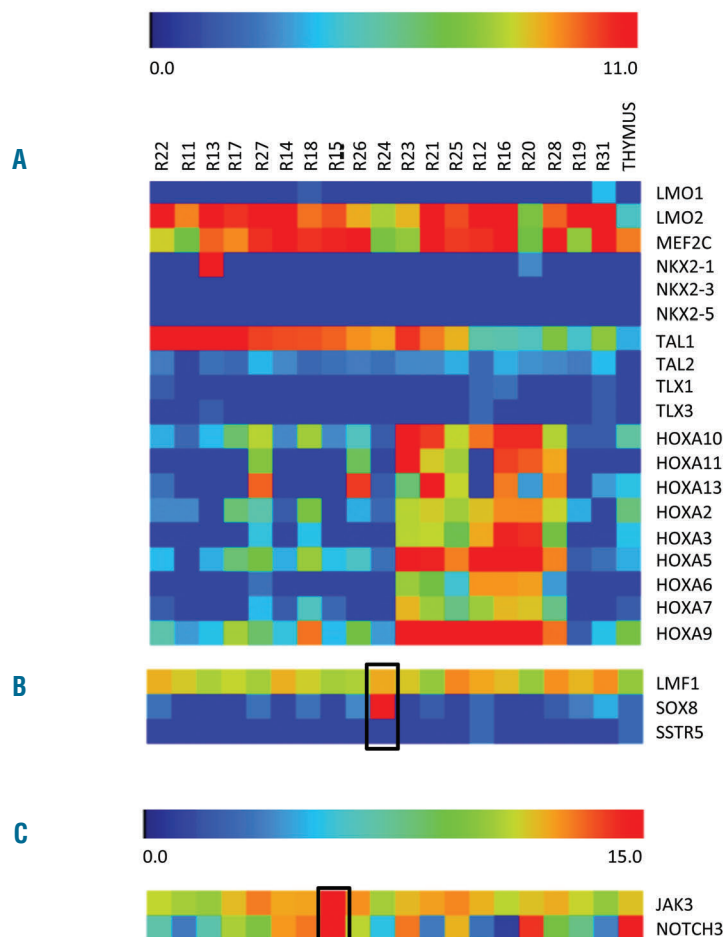 0.0 11.0
A
R22 R11 R13 R17 R27 R14 R18 R15 R26 R24 R23 R21 R25 R12 R16 R20 R28 R19 R31 THYMUS
LMO1
LMO2
MEF2C
NKX2-1
NKX2-3
NKX2-5
TAL1
TAL2
TLX1
TLX3
HOXA10
HOXA11
HOXA13
HOXA2
HOXA3
HOXA5
HOXA6
HOXA7
HOXA9
B
LMF1
SOX8
SSTR5
C
0.0 15.0
JAK3
NOTCH3